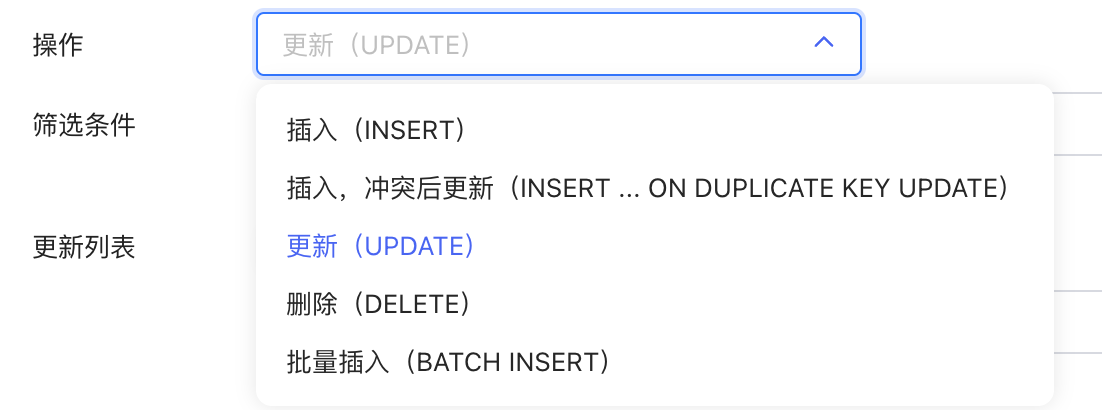 操作
更新（UPDATE）
筛选条件
插入（INSERT）
插入，冲突后更新（INSERT ... ON DUPLICATE KEY UPDATE）
更新列表
更新（UPDATE）
删除（DELETE）
批量插入（BATCH INSERT）